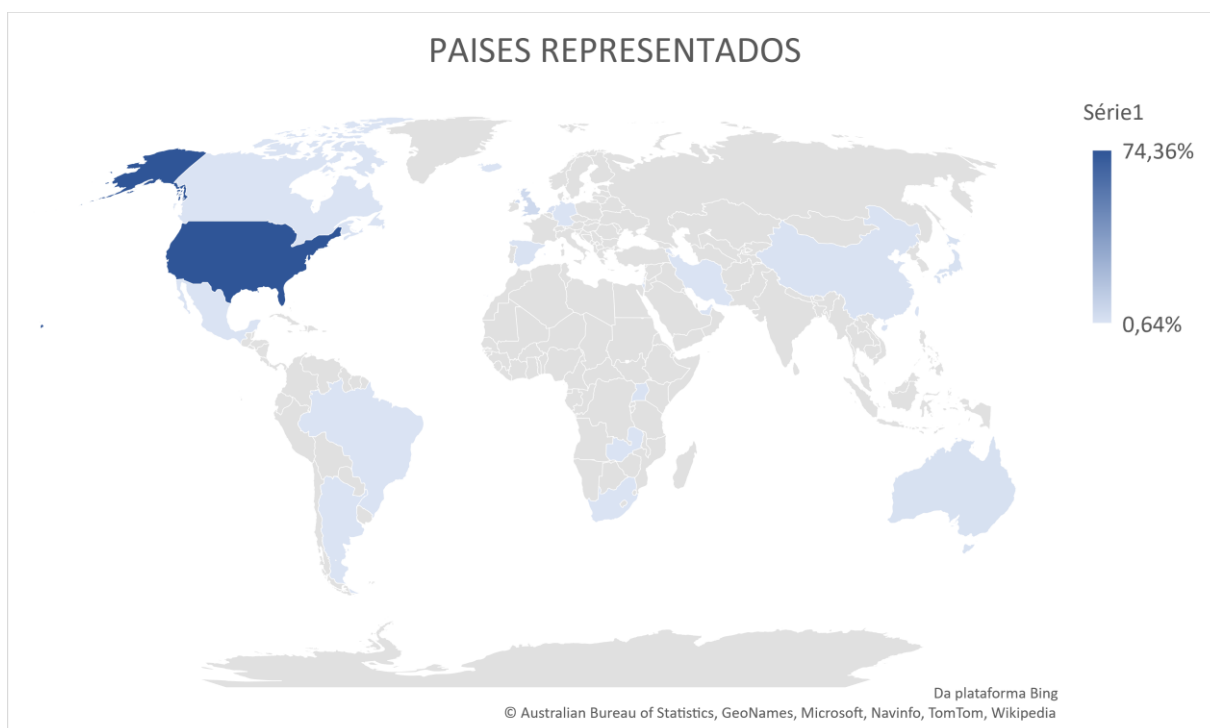 PAISES REPRESENTADOS
Série1
74,36%
0,64%
Da plataforma Bing
© Australian Bureau of Statistics, GeoNames, Microsoft, Navinfo, TomTom, Wikipedia